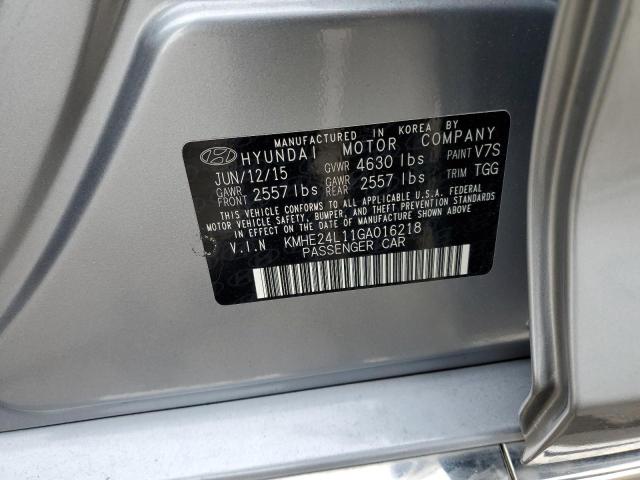 MANUFACTURED IN KOREA BY
HYUNDAI MOTOR COMPANY
JUN/12/15 GVWR 4630 lbs PAINT V7S
GAWR FRONT 2557 lbs GAWR REAR 2557 lbs TRIM TGG
THIS VEHICLE CONFORMS TO ALL APPLICABLE U.S.A. FEDERAL
MOTOR VEHICLE SAFETY, BUMPER, AND THEFT PREVENTION STANDARDS
IN EFFECT ON THE DATE OF MANUFACTURE SHOWN ABOVE.
V.I.N KMHE24L11GA016218
PASSENGER CAR